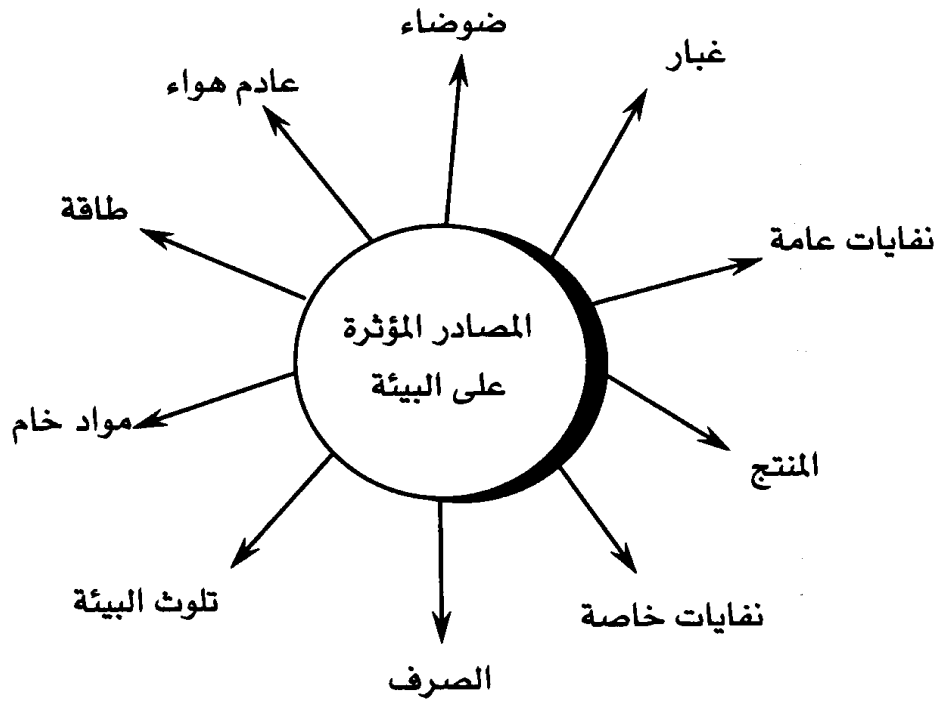 ضوضاء
غبار
عادم هواء
طاقة
نفايات عامة
المصادر المؤثرة
على البيئة
مواد خام
المنتج
تلوث البيئة
نفايات خاصة
الصرف